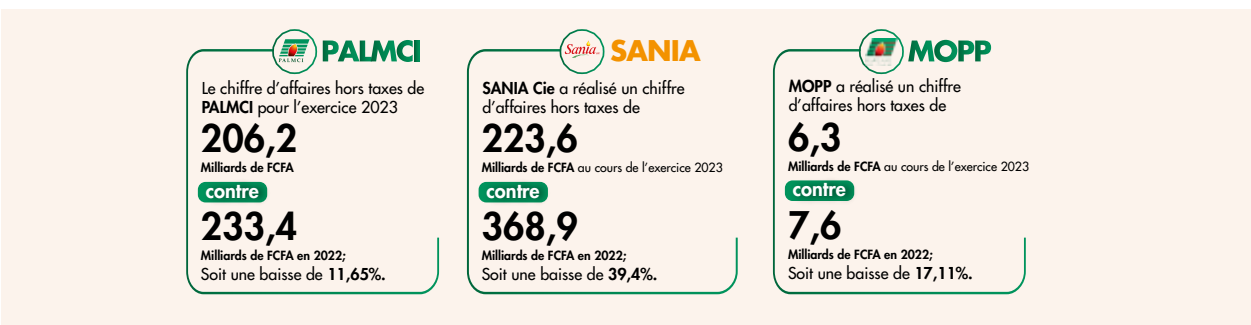 PALMCI
PALMCI
Le chiffre d'affaires hors taxes de
PALMCI pour l'exercice 2023
206,2
Milliards de FCFA
contre
233,4
Milliards de FCFA en 2022;
Soit une baisse de 11,65%.
Sania
SANIA
SANIA Cie a réalisé un chiffre
d'affaires hors taxes de
223,6
Milliards de FCFA au cours de l'exercice 2023
contre
368,9
Milliards de FCFA en 2022;
Soit une baisse de 39,4%.
MOPP
MOPP a réalisé un chiffre
d'affaires hors taxes de
6,3
Milliards de FCFA au cours de l'exercice 2023
contre
7,6
Milliards de FCFA en 2022;
Soit une baisse de 17,11%.